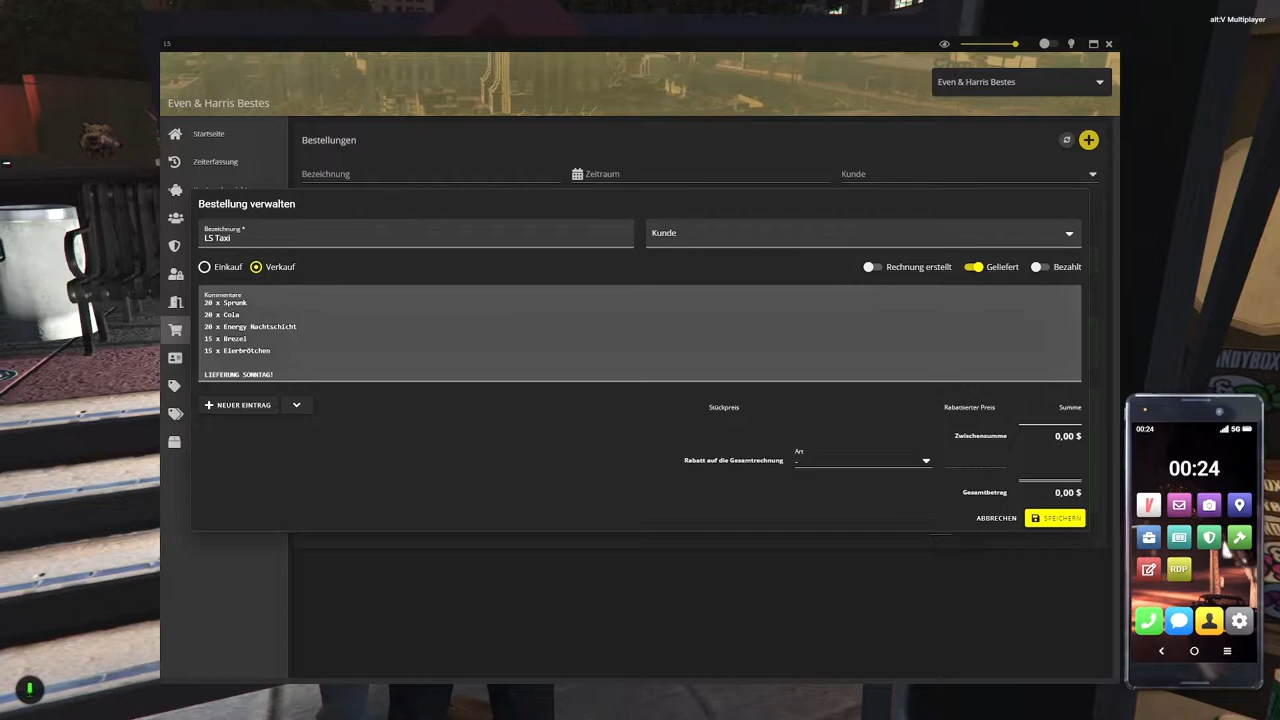 alt:V Multiplayer
LS
Even & Harris Bestes
Even & Harris Bestes
Startseite
Zeiterfassung
Bestellungen
Bezeichnung
Zeitraum
Kunde
Bestellung verwalten
Bezeichnung *
LS Taxi
Kunde
Einkauf
Verkauf
Rechnung erstellt
Geliefert
Bezahlt
Kommentare
20 x Sprunk
20 x Cola
20 x Energy Nachtschicht
15 x Brezel
15 x Eierbrötchen
LIEFERUNG SONNTAG!
NEUER EINTRAG
Stückpreis
Rabattierter Preis
Summe
Zwischensumme
0,00 $
Rabatt auf die Gesamtrechnung
Art
-
Gesamtbetrag
0,00 $
ABBRECHEN
SPEICHERN
00:24
5G
00:24
RDP